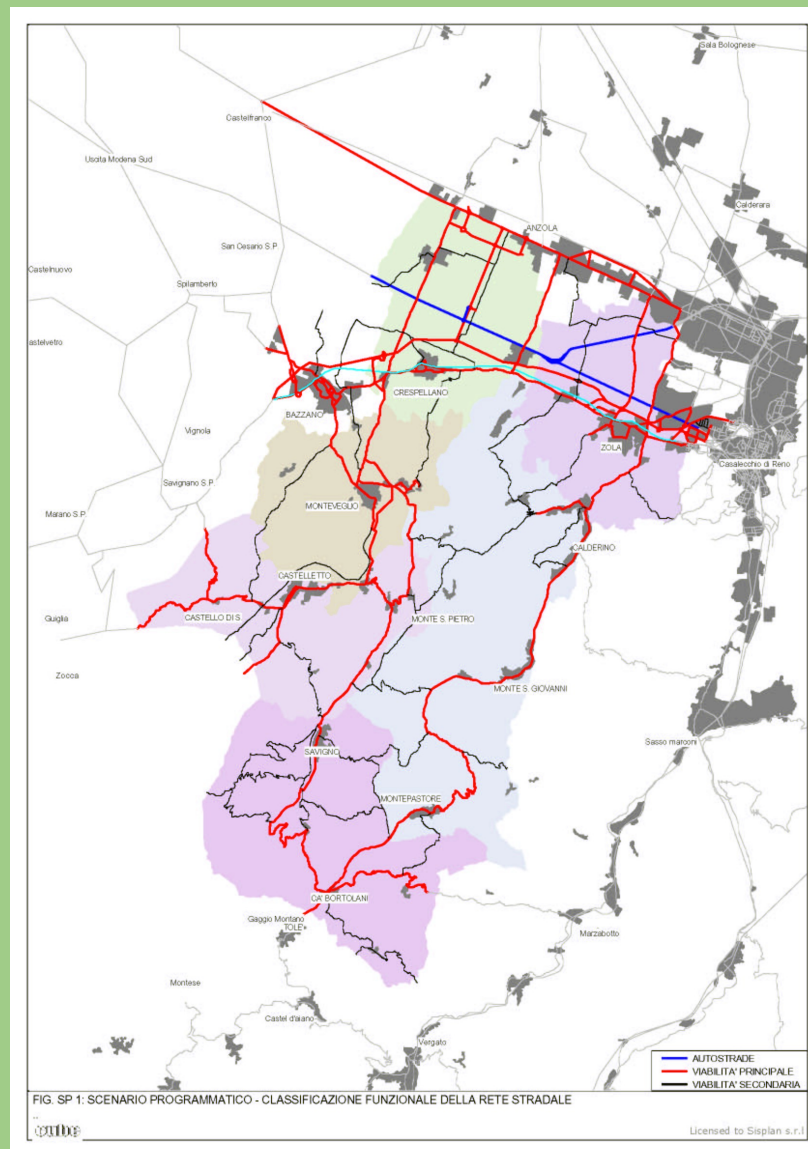 Sala Bolognese
Castelfranco
Uscita Modena Sud
Calderara
ANZOLA
San Cesario S.P.
Castelnuovo
Spilamberto
astelvetro
CRESPELLANO
BAZZANO
Vignola
ZOLA
Casalecchio di Reno
Savignano S.P.
MONTEVEGLIO
Marano S.P.
CALDERINO
CASTELLETTO
Guiglia
CASTELLO DI S.
MONTE S. PIETRO
Zocca
MONTE S. GIOVANNI
Sasso marconi
SAVIGNO
MONTEPASTORE
CA' BORTOLANI
Gaggio Montano
TOLE'+
Marzabotto
Montese
Castel d'aiano
Vergato
AUTOSTRADE
VIABILITA' PRINCIPALE
VIABILITA' SECONDARIA
FIG. SP 1: SCENARIO PROGRAMMATICO - CLASSIFICAZIONE FUNZIONALE DELLA RETE STRADALE
cube
Licensed to Sisplan s.r.l